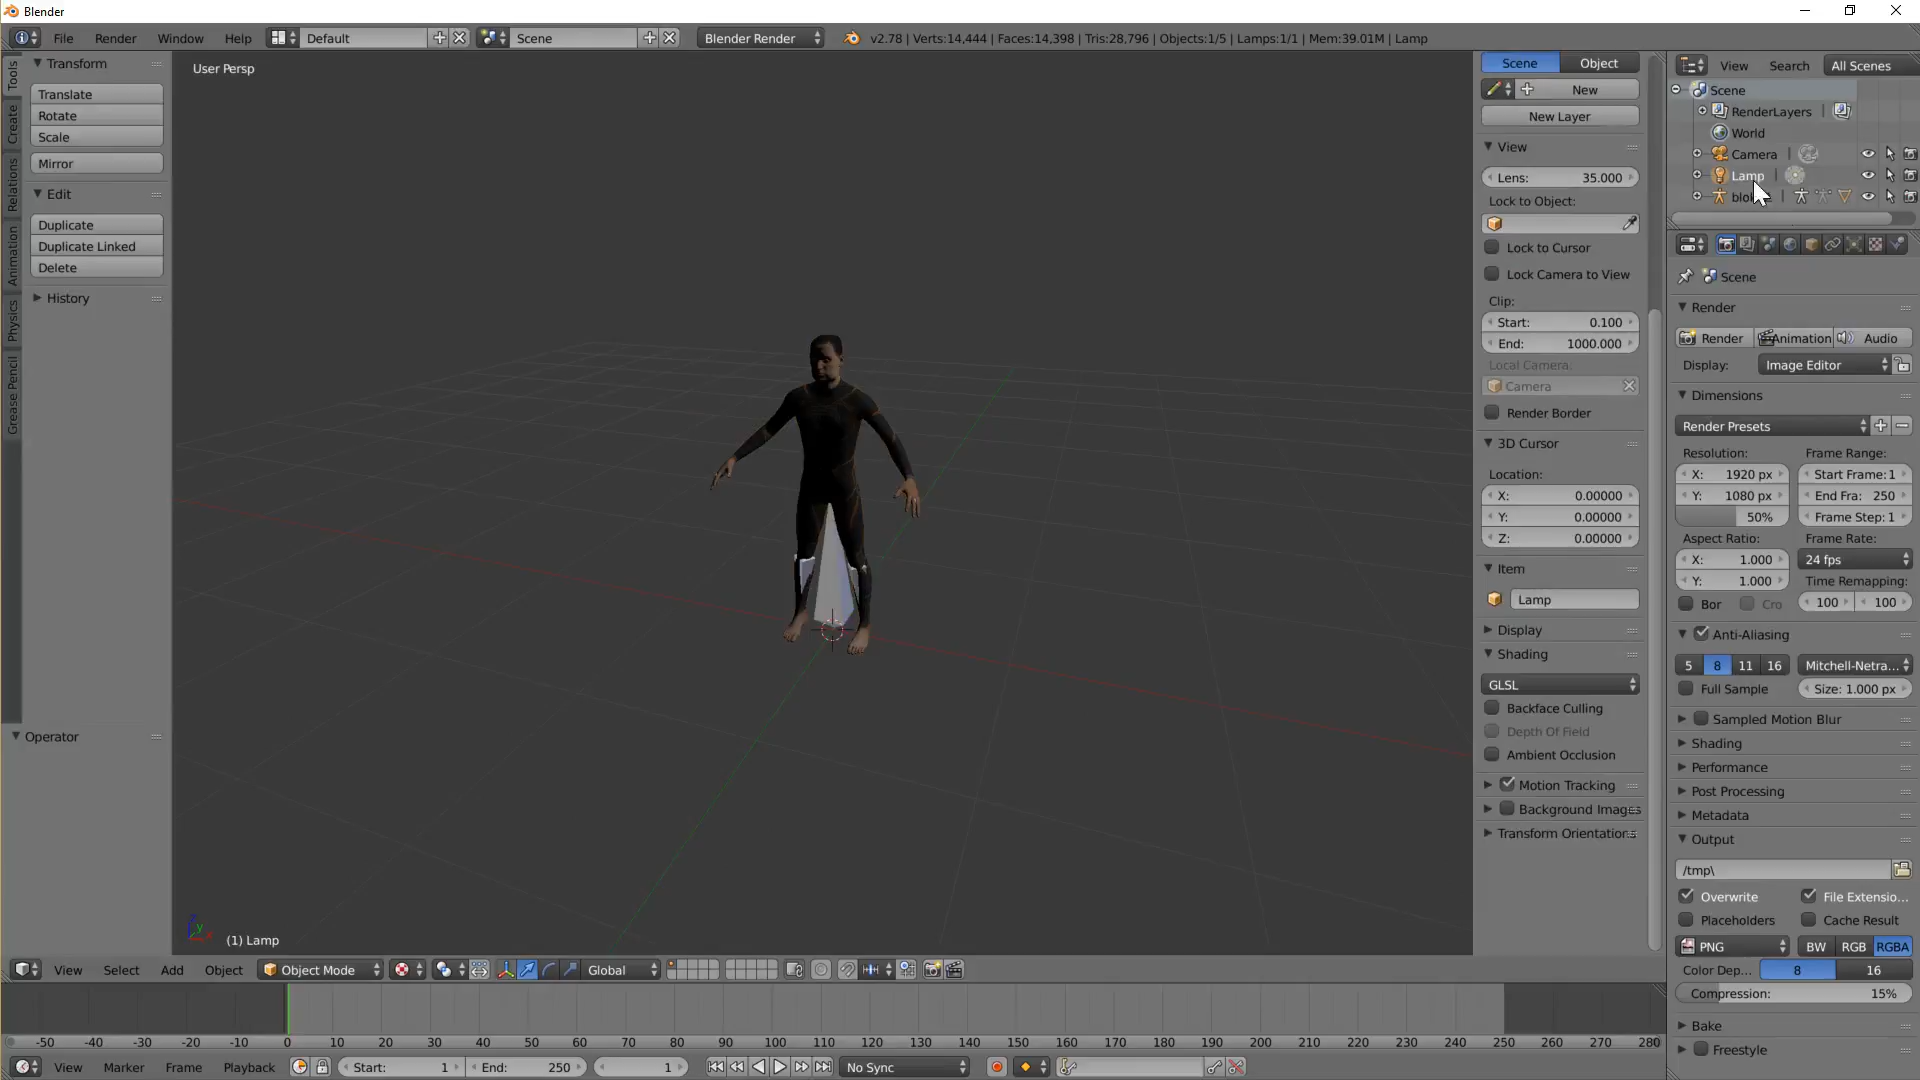 Blender
File Render Window Help Default Scene Blender Render v2.78 | Verts:14,444 | Faces:14,398 | Tris:28,796 | Objects:1/5 | Lamps:1/1 | Mem:39.01M | Lamp
Tools
Create
Relations
Animation
Physics
Grease Pencil
Transform
Translate
Rotate
Scale
Mirror
Edit
Duplicate
Duplicate Linked
Delete
History
Operator
User Persp
(1) Lamp
Scene Object
New
New Layer
View
Lens: 35.000
Lock to Object:
Lock to Cursor
Lock Camera to View
Clip:
Start: 0.100
End: 1000.000
Local Camera:
Camera
Render Border
3D Cursor
Location:
X: 0.00000
Y: 0.00000
Z: 0.00000
Item
Lamp
Display
Shading
GLSL
Backface Culling
Depth Of Field
Ambient Occlusion
Motion Tracking
Background Images
Transform Orientations
View Search All Scenes
Scene
RenderLayers
World
Camera
Lamp
Scene
Render
Render Animation Audio
Display: Image Editor
Dimensions
Render Presets
Resolution: Frame Range:
X: 1920 px Start Frame: 1
Y: 1080 px End Fra: 250
50% Frame Step: 1
Aspect Ratio: Frame Rate:
X: 1.000 24 fps
Y: 1.000 Time Remapping:
Bor Cro 100 100
Anti-Aliasing
5 8 11 16 Mitchell-Netra...
Full Sample Size: 1.000 px
Sampled Motion Blur
Shading
Performance
Post Processing
Metadata
Output
/tmp\
Overwrite File Extensio...
Placeholders Cache Result
PNG BW RGB RGBA
Color Dep... 8 16
Compression: 15%
Bake
Freestyle
View Select Add Object Object Mode Global
-50 -40 -30 -20 -10 0 10 20 30 40 50 60 70 80 90 100 110 120 130 140 150 160 170 180 190 200 210 220 230 240 250 260 270 280
View Marker Frame Playback Start: 1 End: 250 1 No Sync